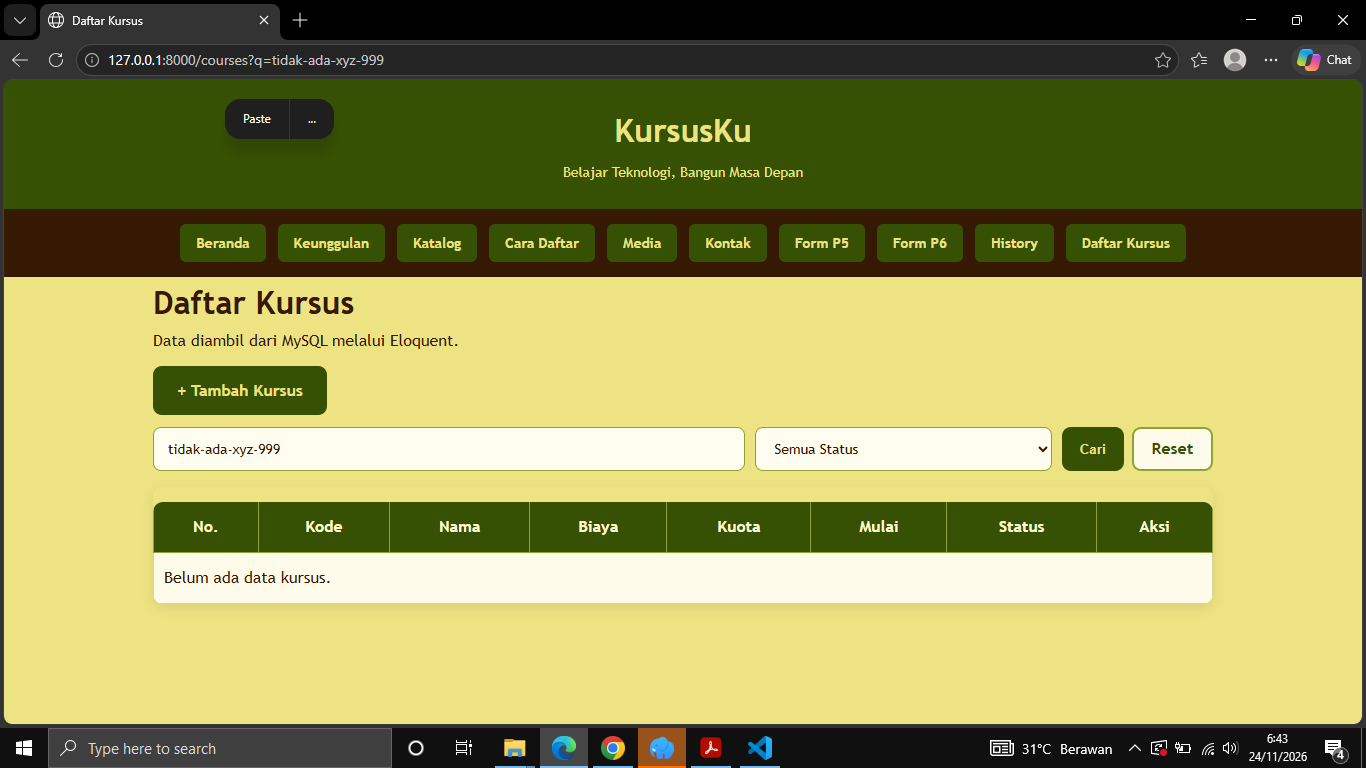 Daftar Kursus
127.0.0.1:8000/courses?q=tidak-ada-xyz-999
Chat
Paste ...
KursusKu
Belajar Teknologi, Bangun Masa Depan
Beranda Keunggulan Katalog Cara Daftar Media Kontak Form P5 Form P6 History Daftar Kursus
Daftar Kursus
Data diambil dari MySQL melalui Eloquent.
+ Tambah Kursus
tidak-ada-xyz-999 Semua Status Cari Reset
No. Kode Nama Biaya Kuota Mulai Status Aksi
Belum ada data kursus.
Type here to search
31°C Berawan
6:43
24/11/2026
4